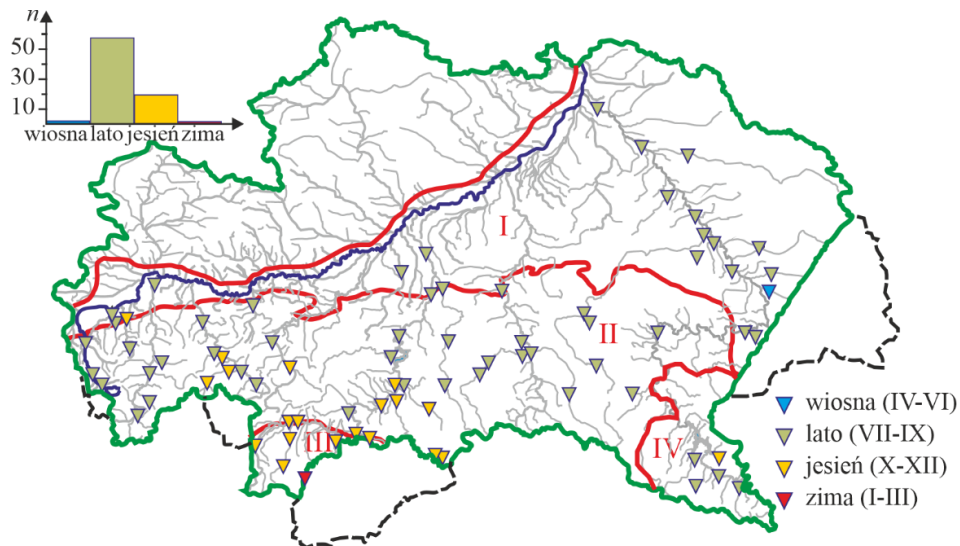 n
50
30
10
wiosna lato jesień zima
I
II
III
IV
wiosna (IV-VI)
lato (VII-IX)
jesień (X-XII)
zima (I-III)